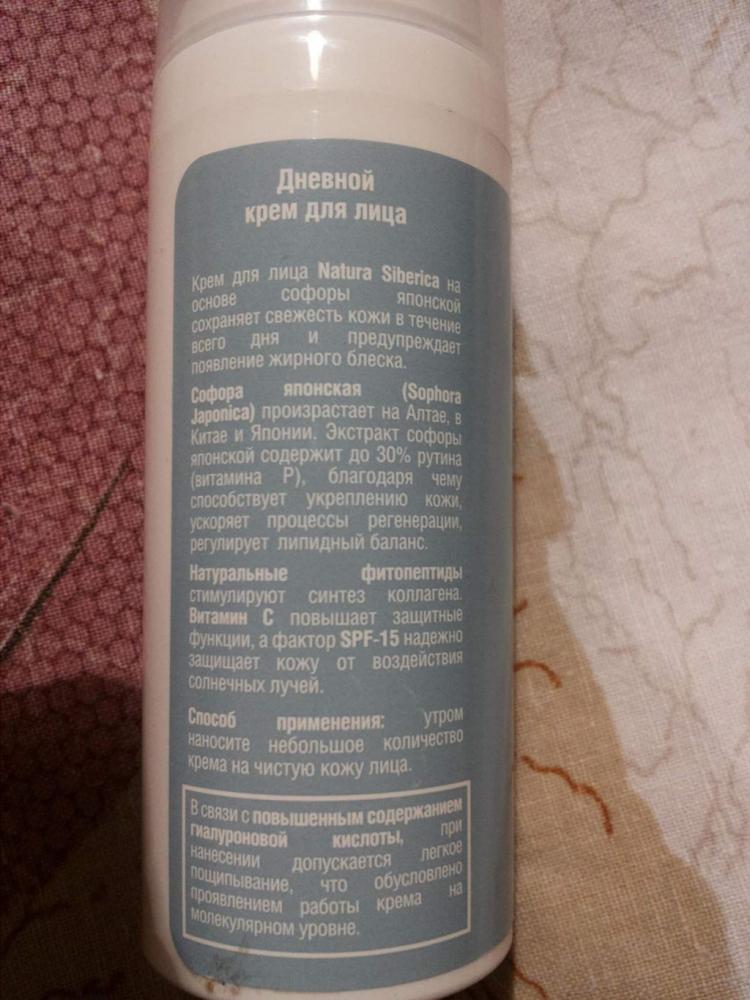 Дневной
крем для лица
Крем для лица Natura Siberica на
основе софоры японской
сохраняет свежесть кожи в течение
всего дня и предупреждает
появление жирного блеска.
Софора японская (Sophora
Japonica) произрастает на Алтае, в
Китае и Японии. Экстракт софоры
японской содержит до 30% рутина
(витамина Р), благодаря чему
способствует укреплению кожи,
ускоряет процессы регенерации,
регулирует липидный баланс.
Натуральные фитопептиды
стимулируют синтез коллагена.
Витамин С повышает защитные
функции, а фактор SPF-15 надежно
защищает кожу от воздействия
солнечных лучей.
Способ применения: утром
наносите небольшое количество
крема на чистую кожу лица.
В связи с повышенным содержанием
гиалуроновой кислоты, при
нанесении допускается легкое
пощипывание, что обусловлено
проявлением работы крема на
молекулярном уровне.